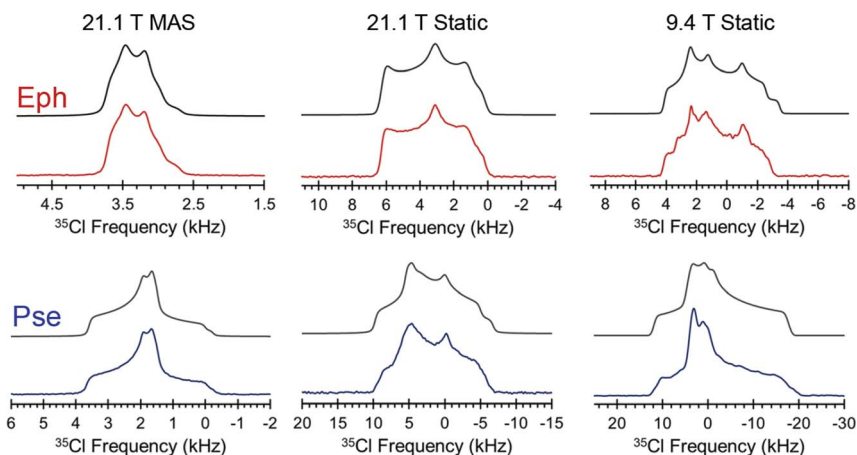 21.1 T MAS 21.1 T Static 9.4 T Static
Eph
4.5 3.5 2.5 1.5 10 8 6 4 2 0 -2 -4 8 6 4 2 0 -2 -4 -6 -8
³⁵Cl Frequency (kHz) ³⁵Cl Frequency (kHz) ³⁵Cl Frequency (kHz)
Pse
6 5 4 3 2 1 0 -1 -2 20 15 10 5 0 -5 -10 -15 20 10 0 -10 -20 -30
³⁵Cl Frequency (kHz) ³⁵Cl Frequency (kHz) ³⁵Cl Frequency (kHz)